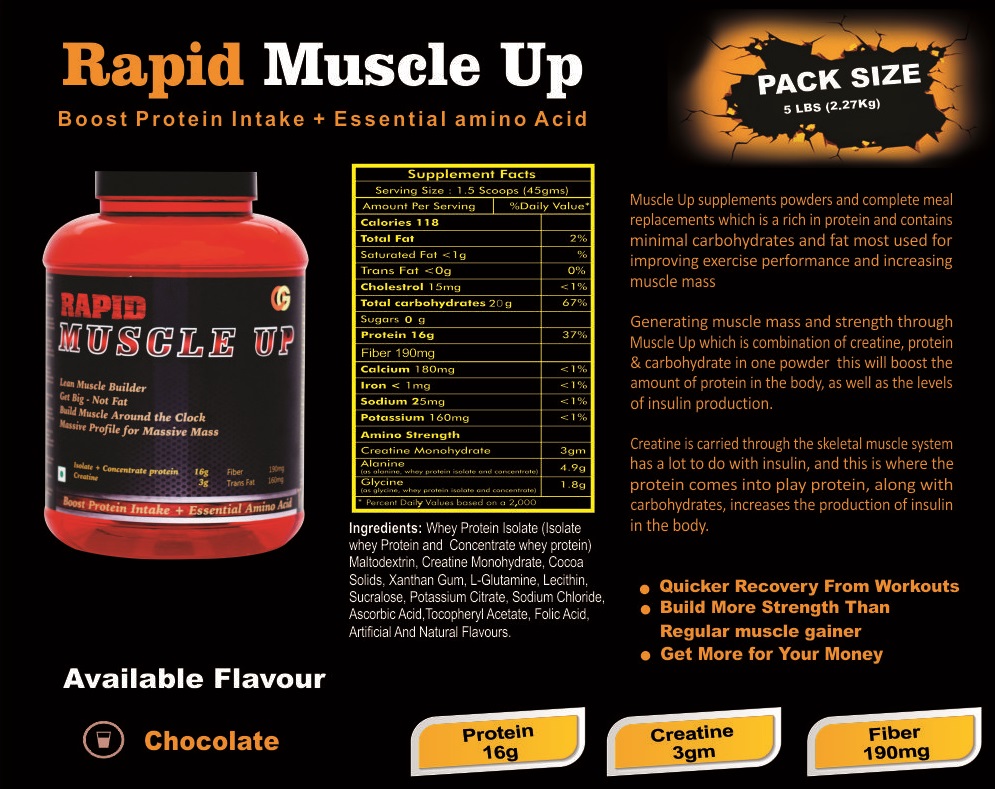 Rapid Muscle Up
Boost Protein Intake + Essential amino Acid
PACK SIZE
5 LBS (2.27Kg)
RAPID
MUSCLE UP
Lean Muscle Builder
Get Big - Not Fat
Build Muscle Around the Clock
Massive Profile for Massive Mass
Isolate + Concentrate protein 16g Fiber 190mg
Creatine 3g Trans Fat 160mg
Boost Protein Intake + Essential Amino Acid
Supplement Facts
Serving Size : 1.5 Scoops (45gms)
Amount Per Serving %Daily Value*
Calories 118
Total Fat 2%
Saturated Fat <1g %
Trans Fat <0g 0%
Cholestrol 15mg <1%
Total carbohydrates 20g 67%
Sugars 0 g
Protein 16g 37%
Fiber 190mg
Calcium 180mg <1%
Iron < 1mg <1%
Sodium 25mg <1%
Potassium 160mg <1%
Amino Strength
Creatine Monohydrate 3gm
Alanine 4.9g
(as alanine, whey protein isolate and concentrate)
Glycine 1.8g
(as glycine, whey protein isolate and concentrate)
* Percent Daily Values based on a 2,000
Ingredients: Whey Protein Isolate (Isolate
whey Protein and Concentrate whey protein)
Maltodextrin, Creatine Monohydrate, Cocoa
Solids, Xanthan Gum, L-Glutamine, Lecithin,
Sucralose, Potassium Citrate, Sodium Chloride,
Ascorbic Acid,Tocopheryl Acetate, Folic Acid,
Artificial And Natural Flavours.
Muscle Up supplements powders and complete meal
replacements which is a rich in protein and contains
minimal carbohydrates and fat most used for
improving exercise performance and increasing
muscle mass
Generating muscle mass and strength through
Muscle Up which is combination of creatine, protein
& carbohydrate in one powder this will boost the
amount of protein in the body, as well as the levels
of insulin production.
Creatine is carried through the skeletal muscle system
has a lot to do with insulin, and this is where the
protein comes into play protein, along with
carbohydrates, increases the production of insulin
in the body.
• Quicker Recovery From Workouts
• Build More Strength Than
Regular muscle gainer
• Get More for Your Money
Available Flavour
Chocolate
Protein
16g
Creatine
3gm
Fiber
190mg